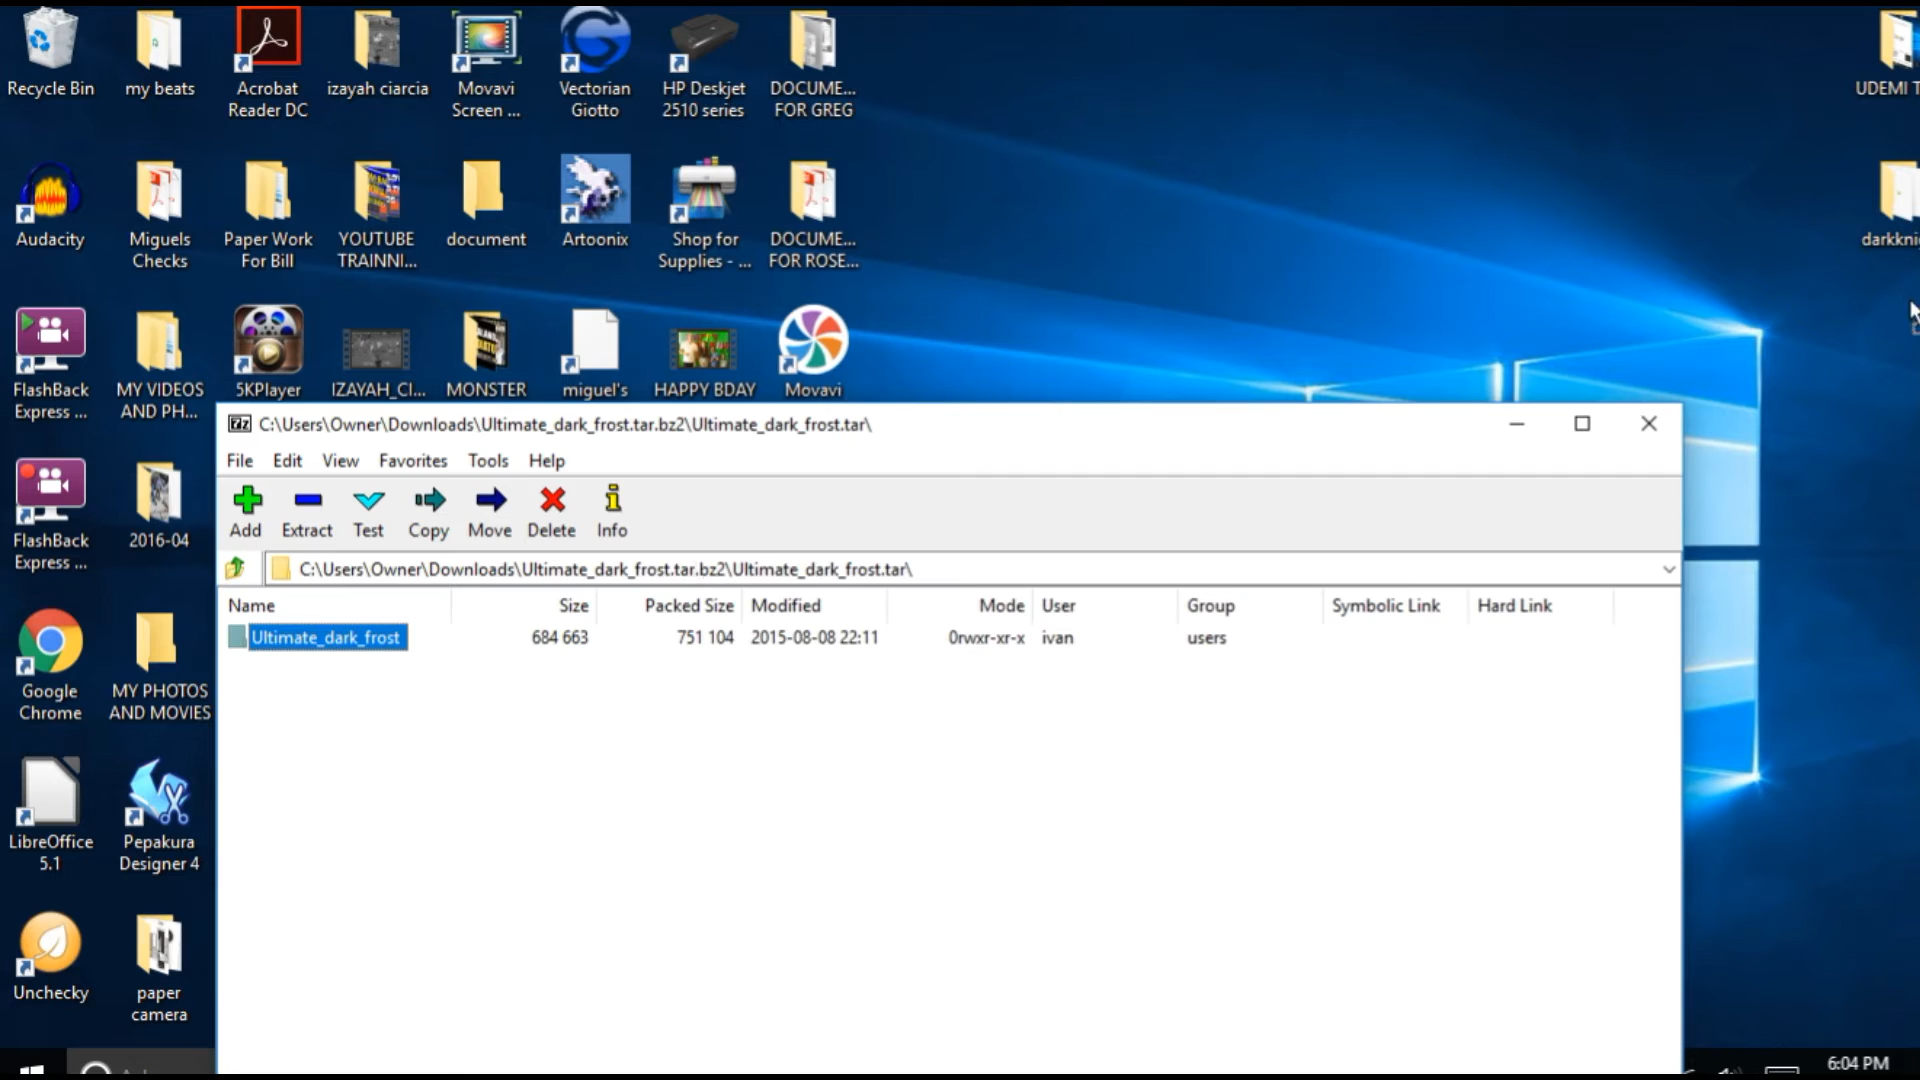 Recycle Bin
my beats
Acrobat
Reader DC
izayah ciarcia
Movavi
Screen ...
Vectorian
Giotto
HP Deskjet
2510 series
DOCUME...
FOR GREG
UDEMI T
Audacity
Miguels
Checks
Paper Work
For Bill
YOUTUBE
TRAINNI...
document
Artoonix
Shop for
Supplies - ...
DOCUME...
FOR ROSE...
darkkni
FlashBack
Express ...
MY VIDEOS
AND PH...
5KPlayer
IZAYAH_CI...
MONSTER
miguel's
HAPPY BDAY
Movavi
FlashBack
Express ...
2016-04
Google
Chrome
MY PHOTOS
AND MOVIES
LibreOffice
5.1
Pepakura
Designer 4
Unchecky
paper
camera
C:\Users\Owner\Downloads\Ultimate_dark_frost.tar.bz2\Ultimate_dark_frost.tar\
File Edit View Favorites Tools Help
Add Extract Test Copy Move Delete Info
C:\Users\Owner\Downloads\Ultimate_dark_frost.tar.bz2\Ultimate_dark_frost.tar\
Name Size Packed Size Modified Mode User Group Symbolic Link Hard Link
Ultimate_dark_frost 684 663 751 104 2015-08-08 22:11 0rwxr-xr-x ivan users
6:04 PM